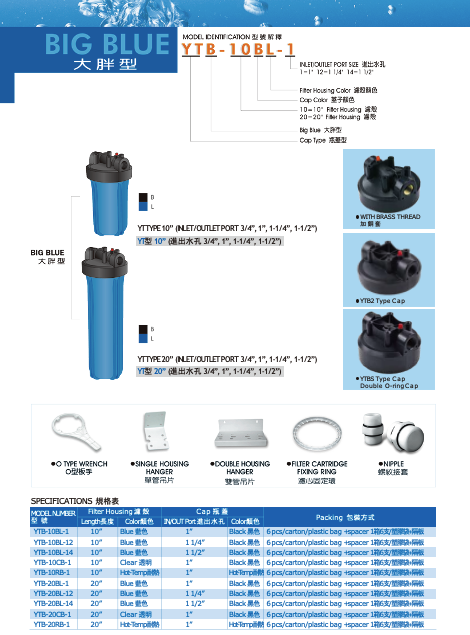 BIG BLUE
大胖型
MODEL IDENTIFICATION 型號解釋
YTB-10BL-1
INLET/OUTLET PORT SIZE 進出水孔
1=1" 12=1 1/4" 14=1 1/2"
Filter Housing Color 濾殼顏色
Cap Color 蓋子顏色
10=10" Filter Housing 濾殼
20=20" Filter Housing 濾殼
Big Blue 大胖型
Cap Type 瓶蓋型
B
L
YT TYPE 10" (INLET/OUTLET PORT 3/4", 1", 1-1/4", 1-1/2")
YT型 10" (進出水孔 3/4", 1", 1-1/4", 1-1/2")
●WITH BRASS THREAD
加銅套
BIG BLUE
大胖型
●YTB2 Type Cap
B
L
YT TYPE 20" (INLET/OUTLET PORT 3/4", 1", 1-1/4", 1-1/2")
YT型 20" (進出水孔 3/4", 1", 1-1/4", 1-1/2")
●YTBS Type Cap
Double O-ring Cap
●O TYPE WRENCH
O型板手
●SINGLE HOUSING
HANGER
單管吊片
●DOUBLE HOUSING
HANGER
雙管吊片
●FILTER CARTRIDGE
FIXING RING
濾心固定環
●NIPPLE
螺紋接套
SPECIFICATIONS 規格表
MODEL NUMBER 型號 Filter Housing 濾殼 Cap 瓶蓋 Packing 包裝方式
Length長度 Color顏色 IN/OUT Port 進出水孔 Color顏色
YTB-10BL-1 10" Blue 藍色 1" Black 黑色 6 pcs/carton/plastic bag +spacer 1箱6支/塑膠袋+隔板
YTB-10BL-12 10" Blue 藍色 1 1/4" Black 黑色 6 pcs/carton/plastic bag +spacer 1箱6支/塑膠袋+隔板
YTB-10BL-14 10" Blue 藍色 1 1/2" Black 黑色 6 pcs/carton/plastic bag +spacer 1箱6支/塑膠袋+隔板
YTB-10CB-1 10" Clear 透明 1" Black 黑色 6 pcs/carton/plastic bag +spacer 1箱6支/塑膠袋+隔板
YTB-10RB-1 10" Hot-Temp耐熱 1" Hot-Temp耐熱 6 pcs/carton/plastic bag +spacer 1箱6支/塑膠袋+隔板
YTB-20BL-1 20" Blue 藍色 1" Black 黑色 6 pcs/carton/plastic bag +spacer 1箱6支/塑膠袋+隔板
YTB-20BL-12 20" Blue 藍色 1 1/4" Black 黑色 6 pcs/carton/plastic bag +spacer 1箱6支/塑膠袋+隔板
YTB-20BL-14 20" Blue 藍色 1 1/2" Black 黑色 6 pcs/carton/plastic bag +spacer 1箱6支/塑膠袋+隔板
YTB-20CB-1 20" Clear 透明 1" Black 黑色 6 pcs/carton/plastic bag +spacer 1箱6支/塑膠袋+隔板
YTB-20RB-1 20" Hot-Temp耐熱 1" Hot-Temp耐熱 6 pcs/carton/plastic bag +spacer 1箱6支/塑膠袋+隔板